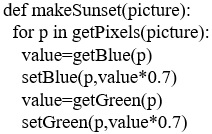 def makeSunset(picture):
  for p in getPixels(picture):
    value=getBlue(p)
    setBlue(p,value*0.7)
    value=getGreen(p)
    setGreen(p,value*0.7)